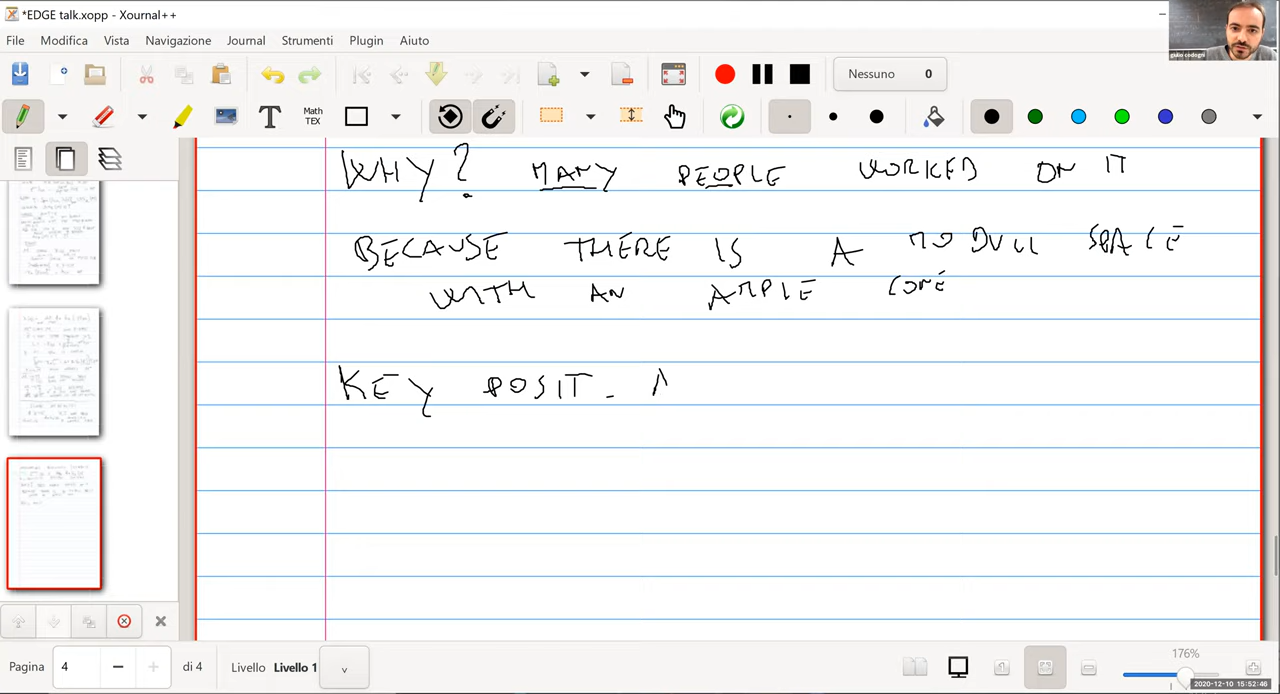 *EDGE talk.xopp - Xournal++
giulio codogni
File Modifica Vista Navigazione Journal Strumenti Plugin Aiuto
Nessuno 0
T Math TEX
WHY? MANY PEOPLE WORKED ON IT
BECAUSE THERE IS A MODULI SPACE
WITH AN AMPLE CONE
KEY POSIT.
Pagina 4 di 4 Livello Livello 1 176%
2020-12-10 15:52:46